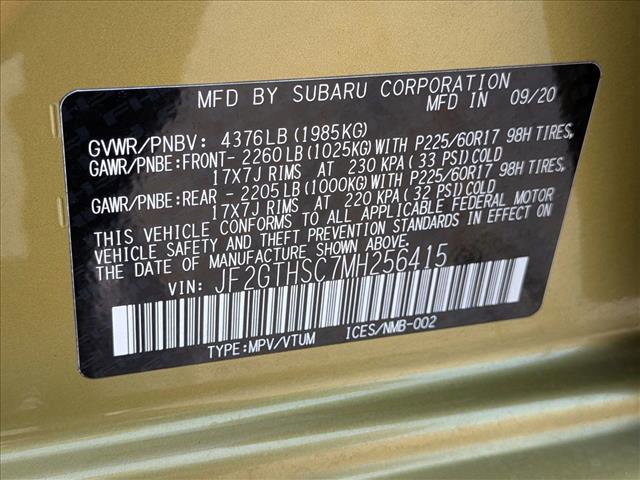 MFD BY SUBARU CORPORATION
MFD IN 09/20
GVWR/PNBV: 4376LB(1985KG)
GAWR/PNBE:FRONT-2260LB(1025KG)WITH P225/60R17 98H TIRES,
17X7J RIMS AT 230 KPA(33 PSI)COLD
GAWR/PNBE:REAR -2205LB(1000KG)WITH P225/60R17 98H TIRES,
17X7J RIMS AT 220 KPA(32 PSI)COLD
THIS VEHICLE CONFORMS TO ALL APPLICABLE FEDERAL MOTOR
VEHICLE SAFETY AND THEFT PREVENTION STANDARDS IN EFFECT ON
THE DATE OF MANUFACTURE SHOWN ABOVE.
VIN: JF2GTHSC7MH256415
TYPE:MPV/VTUM ICES/NMB-002